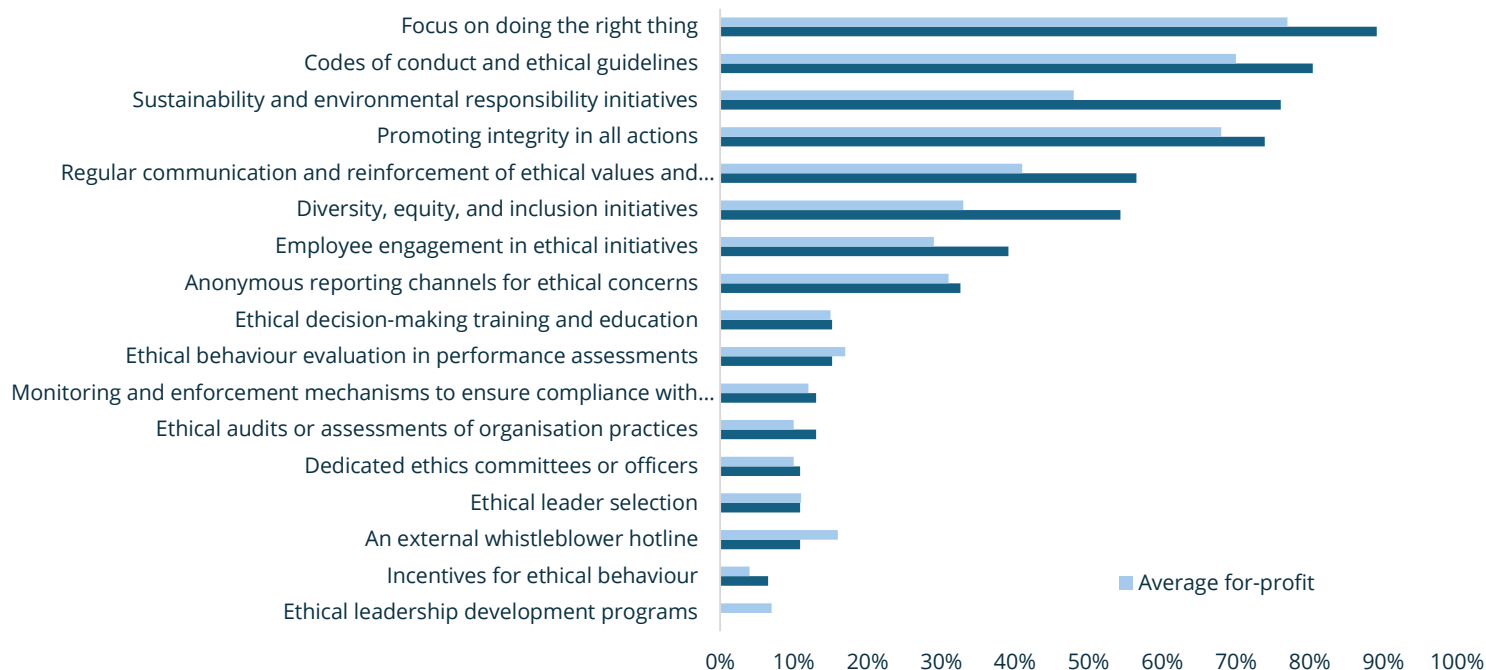 Focus on doing the right thing
Codes of conduct and ethical guidelines
Sustainability and environmental responsibility initiatives
Promoting integrity in all actions
Regular communication and reinforcement of ethical values and...
Diversity, equity, and inclusion initiatives
Employee engagement in ethical initiatives
Anonymous reporting channels for ethical concerns
Ethical decision-making training and education
Ethical behaviour evaluation in performance assessments
Monitoring and enforcement mechanisms to ensure compliance with...
Ethical audits or assessments of organisation practices
Dedicated ethics committees or officers
Ethical leader selection
An external whistleblower hotline
Incentives for ethical behaviour
Average for-profit
Ethical leadership development programs
0% 10% 20% 30% 40% 50% 60% 70% 80% 90% 100%